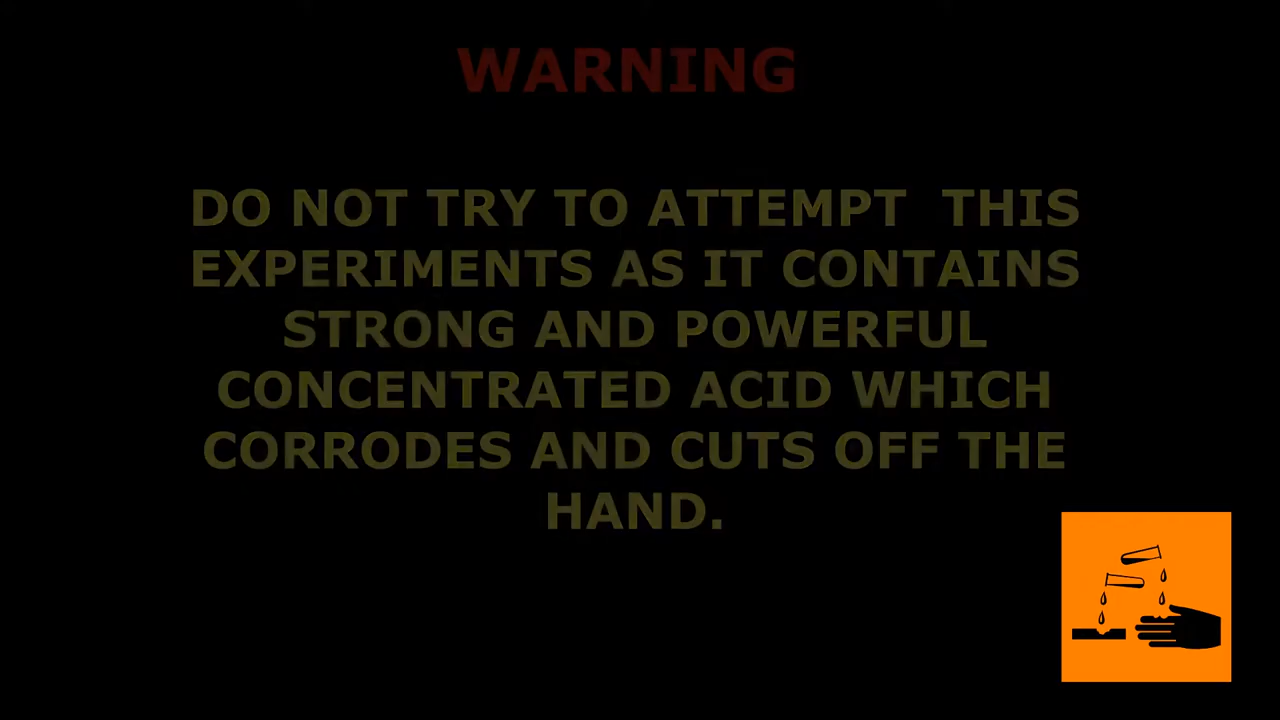 WARNING
DO NOT TRY TO ATTEMPT THIS
EXPERIMENTS AS IT CONTAINS
STRONG AND POWERFUL
CONCENTRATED ACID WHICH
CORRODES AND CUTS OFF THE
HAND.